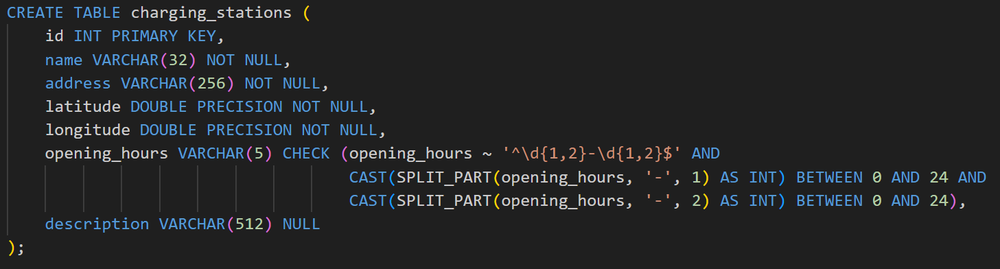 CREATE TABLE charging_stations (
id INT PRIMARY KEY,
name VARCHAR(32) NOT NULL,
address VARCHAR(256) NOT NULL,
latitude DOUBLE PRECISION NOT NULL,
longitude DOUBLE PRECISION NOT NULL,
opening_hours VARCHAR(5) CHECK (opening_hours ~ '^\d{1,2}-\d{1,2}$' AND
CAST(SPLIT_PART(opening_hours, '-', 1) AS INT) BETWEEN 0 AND 24 AND
CAST(SPLIT_PART(opening_hours, '-', 2) AS INT) BETWEEN 0 AND 24),
description VARCHAR(512) NULL
);